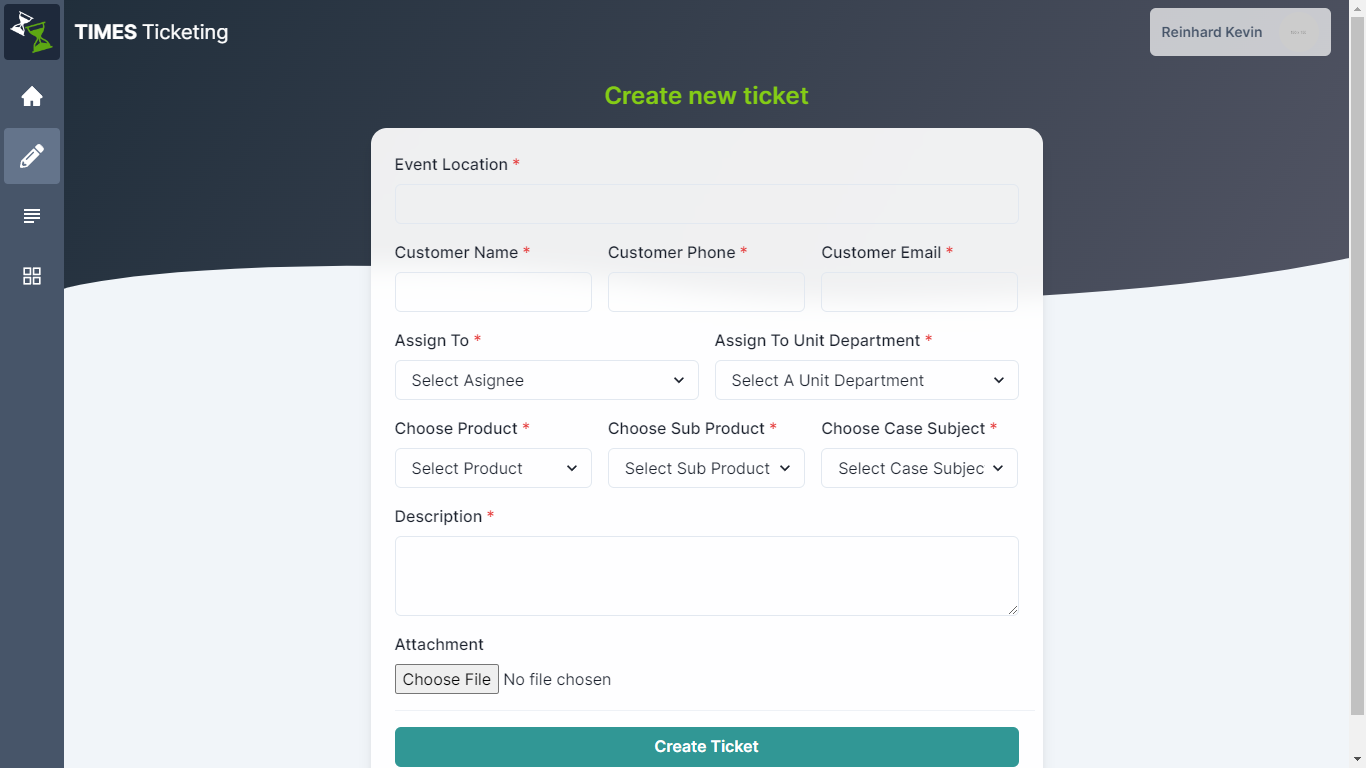 TIMES Ticketing
Reinhard Kevin
Create new ticket
Event Location *
Customer Name * Customer Phone * Customer Email *
Assign To * Assign To Unit Department *
Select Asignee Select A Unit Department
Choose Product * Choose Sub Product * Choose Case Subject *
Select Product Select Sub Product Select Case Subjec
Description *
Attachment
Choose File No file chosen
Create Ticket